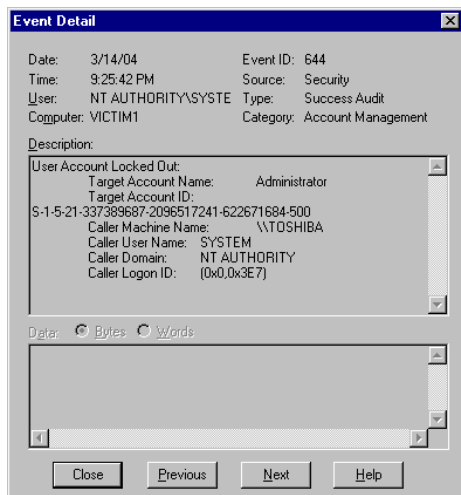 Event Detail
Date: 3/14/04 Event ID: 644
Time: 9:25:42 PM Source: Security
User: NT AUTHORITY\SYSTE Type: Success Audit
Computer: VICTIM1 Category: Account Management
Description:
User Account Locked Out:
Target Account Name: Administrator
Target Account ID:
S-1-5-21-337389687-2096517241-622671684-500
Caller Machine Name: \\TOSHIBA
Caller User Name: SYSTEM
Caller Domain: NT AUTHORITY
Caller Logon ID: (0x0,0x3E7)
Data: Bytes Words
Close Previous Next Help